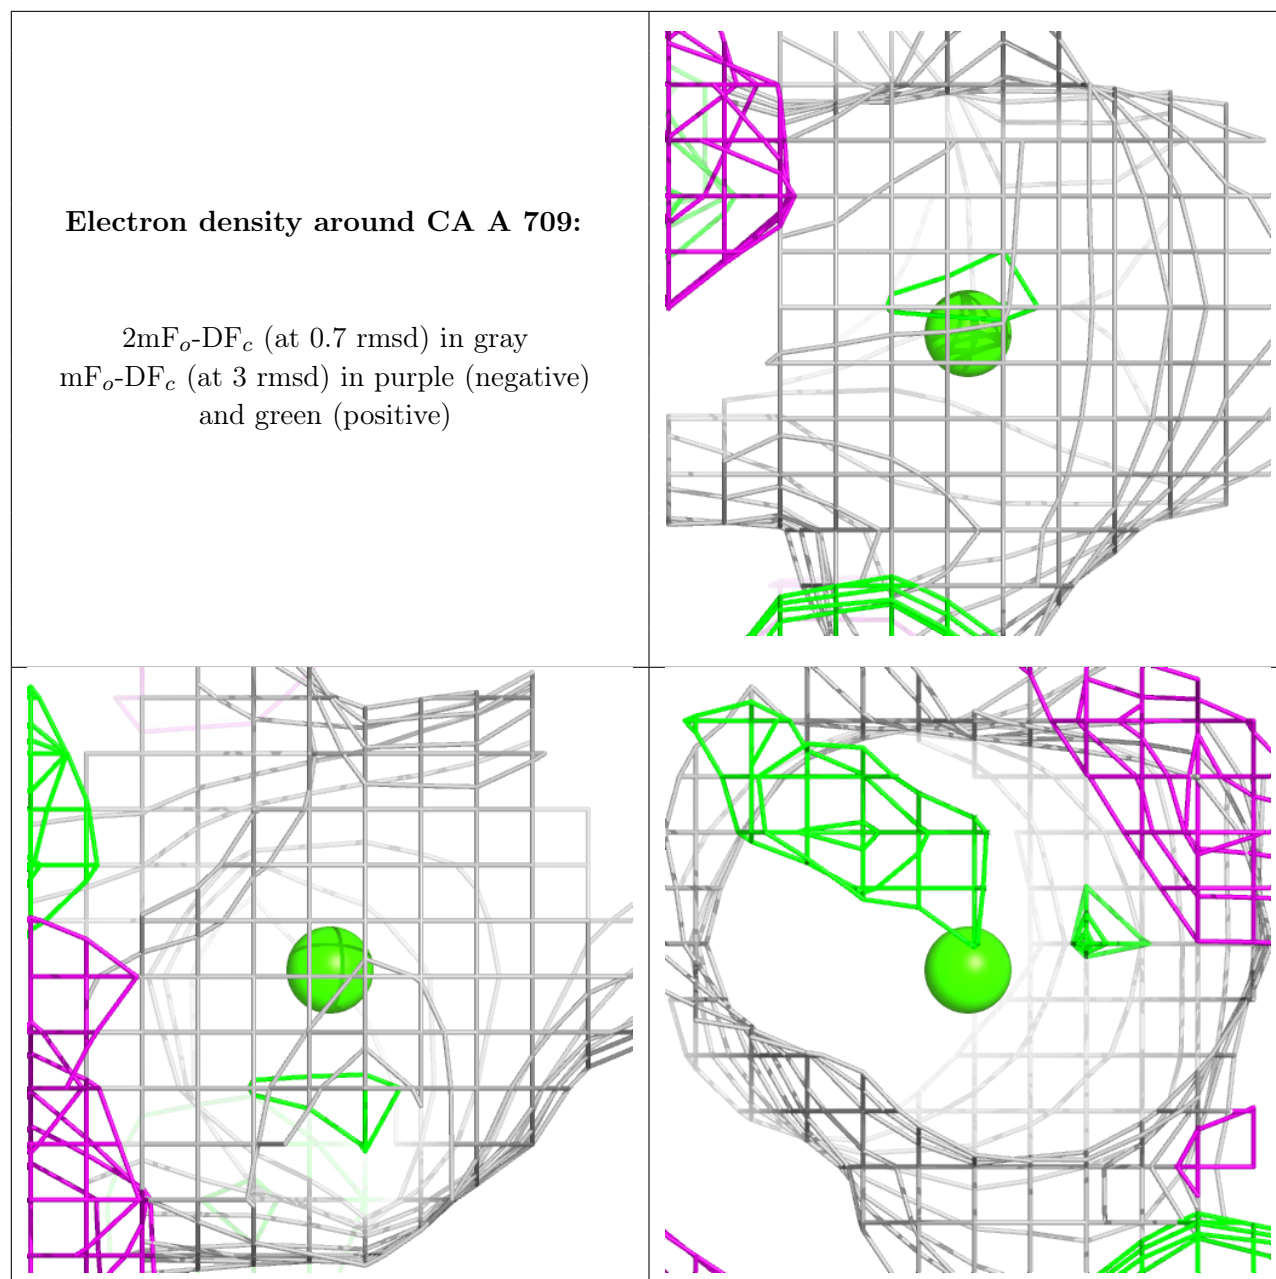 Electron density around CA A 709:
2mFₒ-DF𝒸 (at 0.7 rmsd) in gray
mFₒ-DF𝒸 (at 3 rmsd) in purple (negative)
and green (positive)